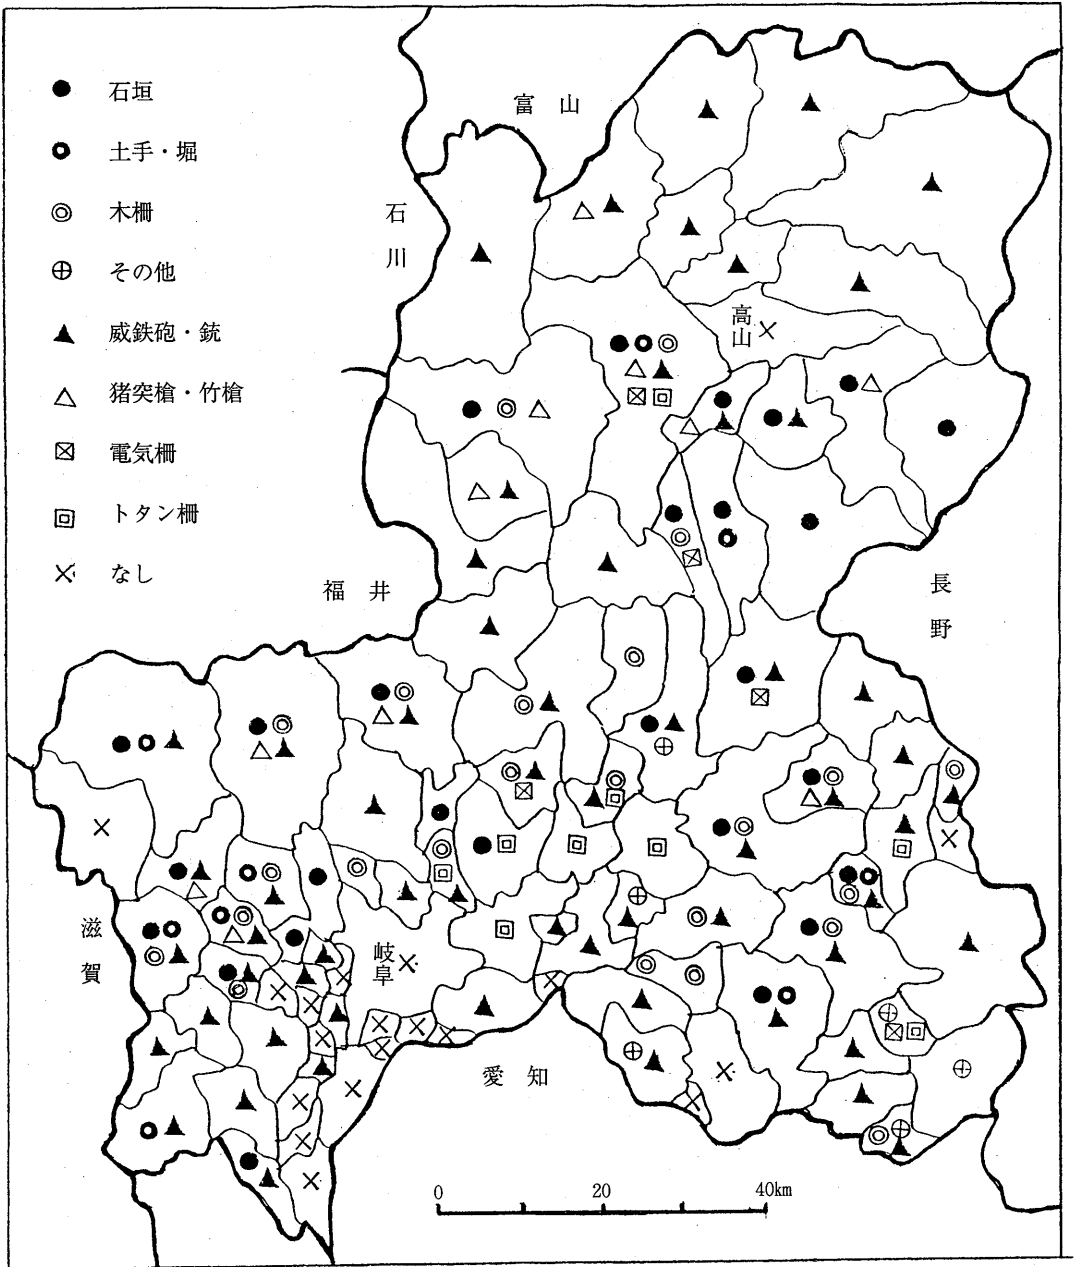 石垣
土手・堀
木柵
その他
威鉄砲・銃
猪突槍・竹槍
電気柵
トタン柵
なし
富山
石川
高山
福井
長野
滋賀
岐阜
愛知
0 20 40km